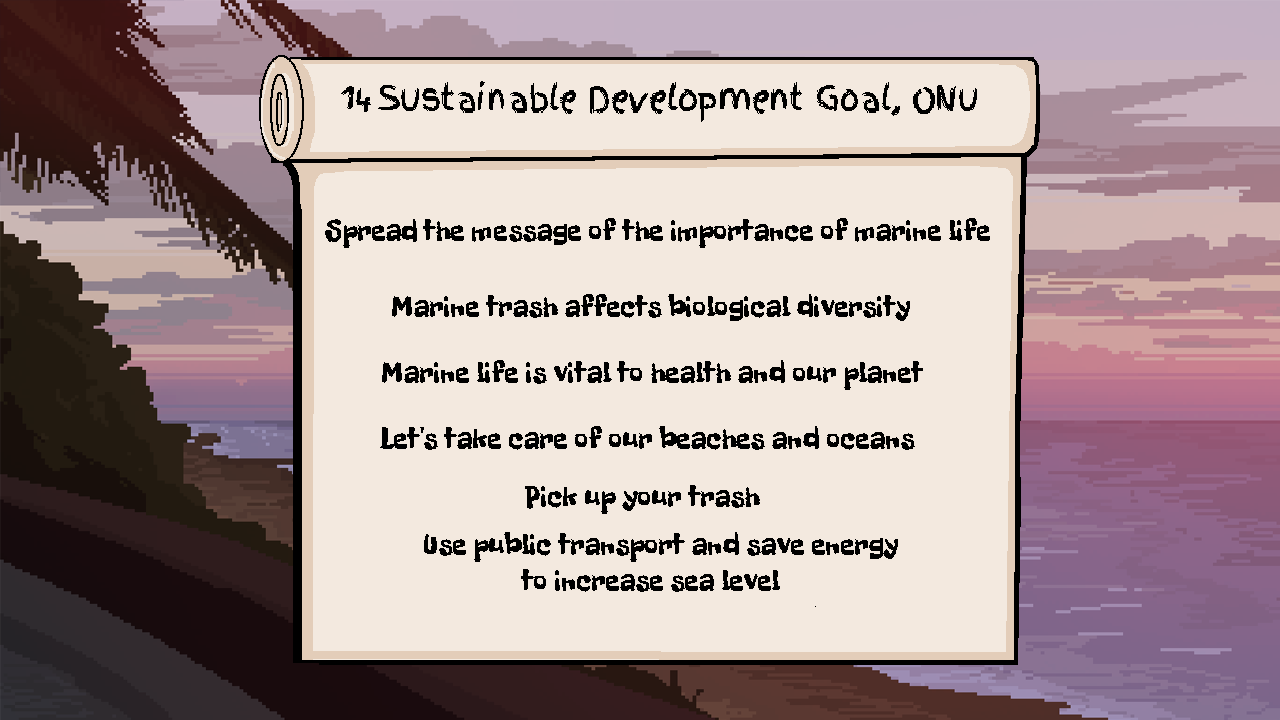 14 Sustainable Development Goal, ONU
Spread the message of the importance of marine life
Marine trash affects biological diversity
Marine life is vital to health and our planet
Let's take care of our beaches and oceans
Pick up your trash
Use public transport and save energy
to increase sea level